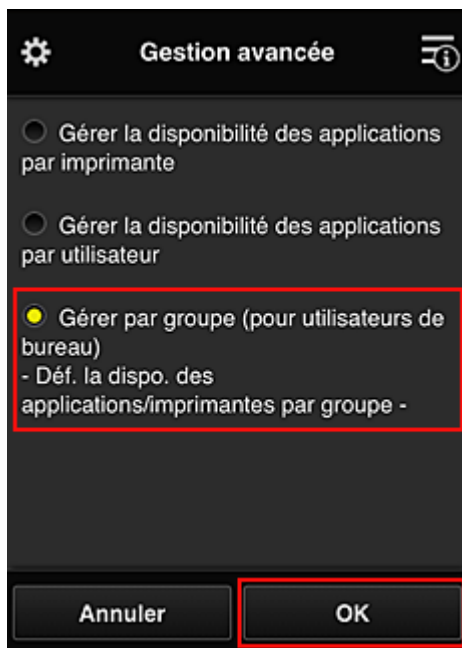 Gestion avancée
Gérer la disponibilité des applications
par imprimante
Gérer la disponibilité des applications
par utilisateur
Gérer par groupe (pour utilisateurs de
bureau)
- Déf. la dispo. des
applications/imprimantes par groupe -
Annuler
OK